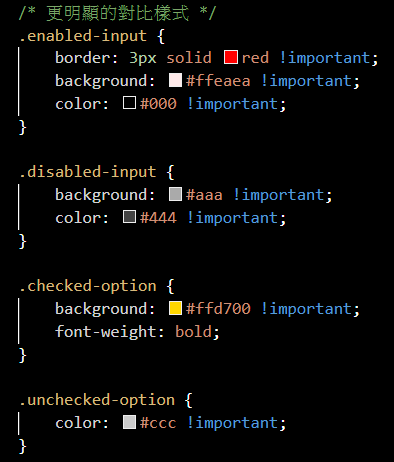 /* 更明顯的對比樣式 */
.enabled-input {
border: 3px solid red !important;
background: #ffeaea !important;
color: #000 !important;
}
.disabled-input {
background: #aaa !important;
color: #444 !important;
}
.checked-option {
background: #ffd700 !important;
font-weight: bold;
}
.unchecked-option {
color: #ccc !important;
}